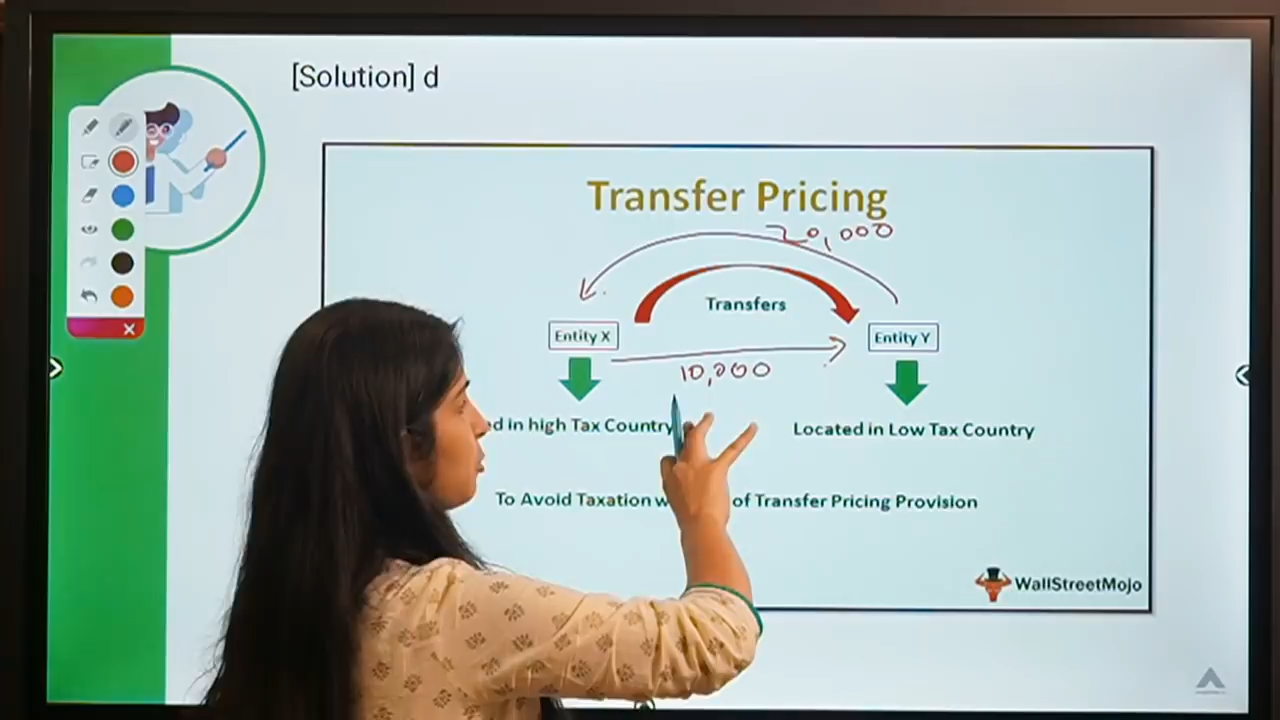 [Solution] d
Transfer Pricing
20,000
Transfers
Entity X
Entity Y
10,000
d in high Tax Country
Located in Low Tax Country
To Avoid Taxation of Transfer Pricing Provision
WallStreetMojo